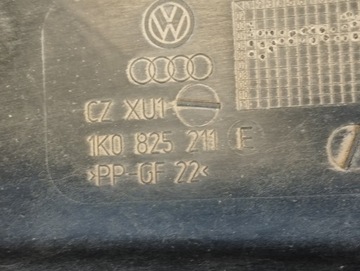 CZ XU1
1K0 825 211 E
>PP-GF 22<